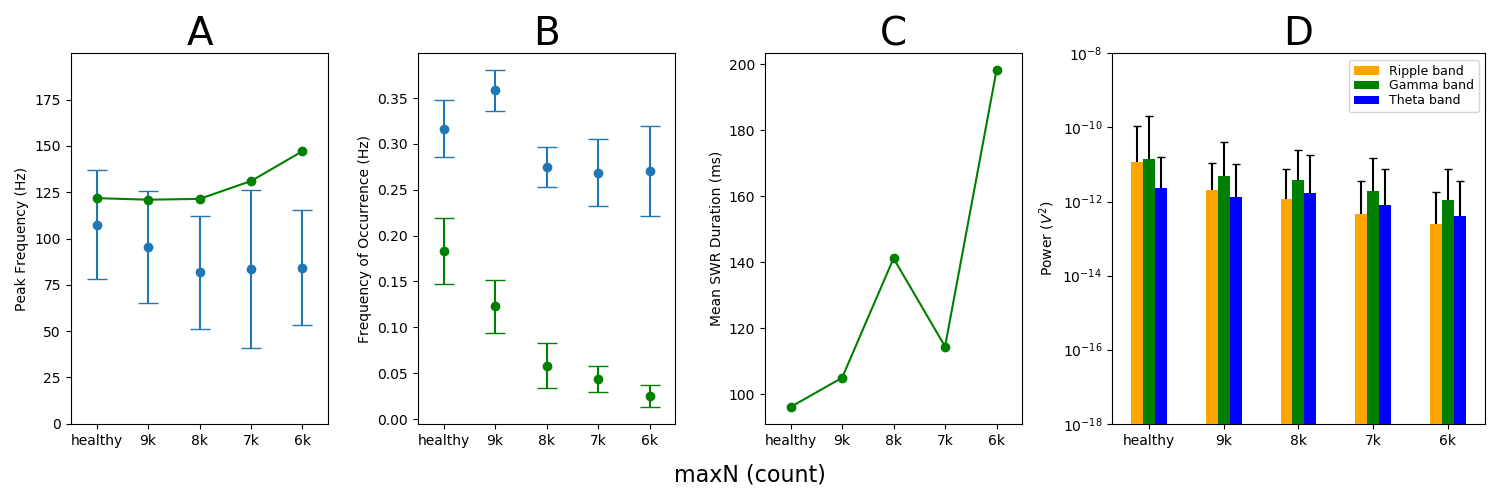 A
B
C
D
Peak Frequency (Hz)
175
150
125
100
75
50
25
0
healthy 9k 8k 7k 6k
Frequency of Occurrence (Hz)
0.35
0.30
0.25
0.20
0.15
0.10
0.05
0.00
healthy 9k 8k 7k 6k
Mean SWR Duration (ms)
200
180
160
140
120
100
healthy 9k 8k 7k 6k
Power (V²)
10⁻⁸
10⁻¹⁰
10⁻¹²
10⁻¹⁴
10⁻¹⁶
10⁻¹⁸
Ripple band
Gamma band
Theta band
healthy 9k 8k 7k 6k
maxN (count)